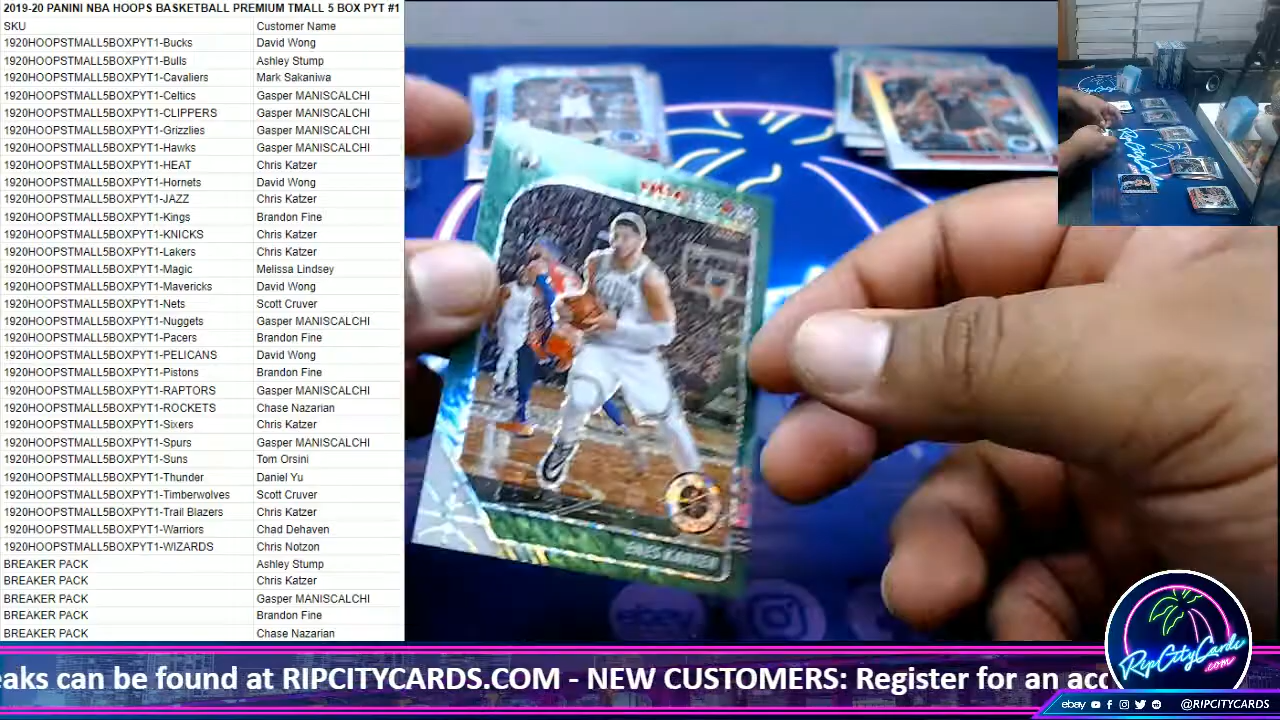 2019-20 PANINI NBA HOOPS BASKETBALL PREMIUM TMALL 5 BOX PYT #1
SKU Customer Name
1920HOOPSTMALL5BOXPYT1-Bucks David Wong
1920HOOPSTMALL5BOXPYT1-Bulls Ashley Stump
1920HOOPSTMALL5BOXPYT1-Cavaliers Mark Sakaniwa
1920HOOPSTMALL5BOXPYT1-Celtics Gasper MANISCALCHI
1920HOOPSTMALL5BOXPYT1-CLIPPERS Gasper MANISCALCHI
1920HOOPSTMALL5BOXPYT1-Grizzlies Gasper MANISCALCHI
1920HOOPSTMALL5BOXPYT1-Hawks Gasper MANISCALCHI
1920HOOPSTMALL5BOXPYT1-HEAT Chris Katzer
1920HOOPSTMALL5BOXPYT1-Hornets David Wong
1920HOOPSTMALL5BOXPYT1-JAZZ Chris Katzer
1920HOOPSTMALL5BOXPYT1-Kings Brandon Fine
1920HOOPSTMALL5BOXPYT1-KNICKS Chris Katzer
1920HOOPSTMALL5BOXPYT1-Lakers Chris Katzer
1920HOOPSTMALL5BOXPYT1-Magic Melissa Lindsey
1920HOOPSTMALL5BOXPYT1-Mavericks David Wong
1920HOOPSTMALL5BOXPYT1-Nets Scott Cruver
1920HOOPSTMALL5BOXPYT1-Nuggets Gasper MANISCALCHI
1920HOOPSTMALL5BOXPYT1-Pacers Brandon Fine
1920HOOPSTMALL5BOXPYT1-PELICANS David Wong
1920HOOPSTMALL5BOXPYT1-Pistons Brandon Fine
1920HOOPSTMALL5BOXPYT1-RAPTORS Gasper MANISCALCHI
1920HOOPSTMALL5BOXPYT1-ROCKETS Chase Nazarian
1920HOOPSTMALL5BOXPYT1-Sixers Chris Katzer
1920HOOPSTMALL5BOXPYT1-Spurs Gasper MANISCALCHI
1920HOOPSTMALL5BOXPYT1-Suns Tom Orsini
1920HOOPSTMALL5BOXPYT1-Thunder Daniel Yu
1920HOOPSTMALL5BOXPYT1-Timberwolves Scott Cruver
1920HOOPSTMALL5BOXPYT1-Trail Blazers Chris Katzer
1920HOOPSTMALL5BOXPYT1-Warriors Chad Dehaven
1920HOOPSTMALL5BOXPYT1-WIZARDS Chris Notzon
BREAKER PACK Ashley Stump
BREAKER PACK Chris Katzer
BREAKER PACK Gasper MANISCALCHI
BREAKER PACK Brandon Fine
BREAKER PACK Chase Nazarian
ENES KANTER
eaks can be found at RIPCITYCARDS.COM - NEW CUSTOMERS: Register for an acc
RipCityCards
.com
ebay @RIPCITYCARDS